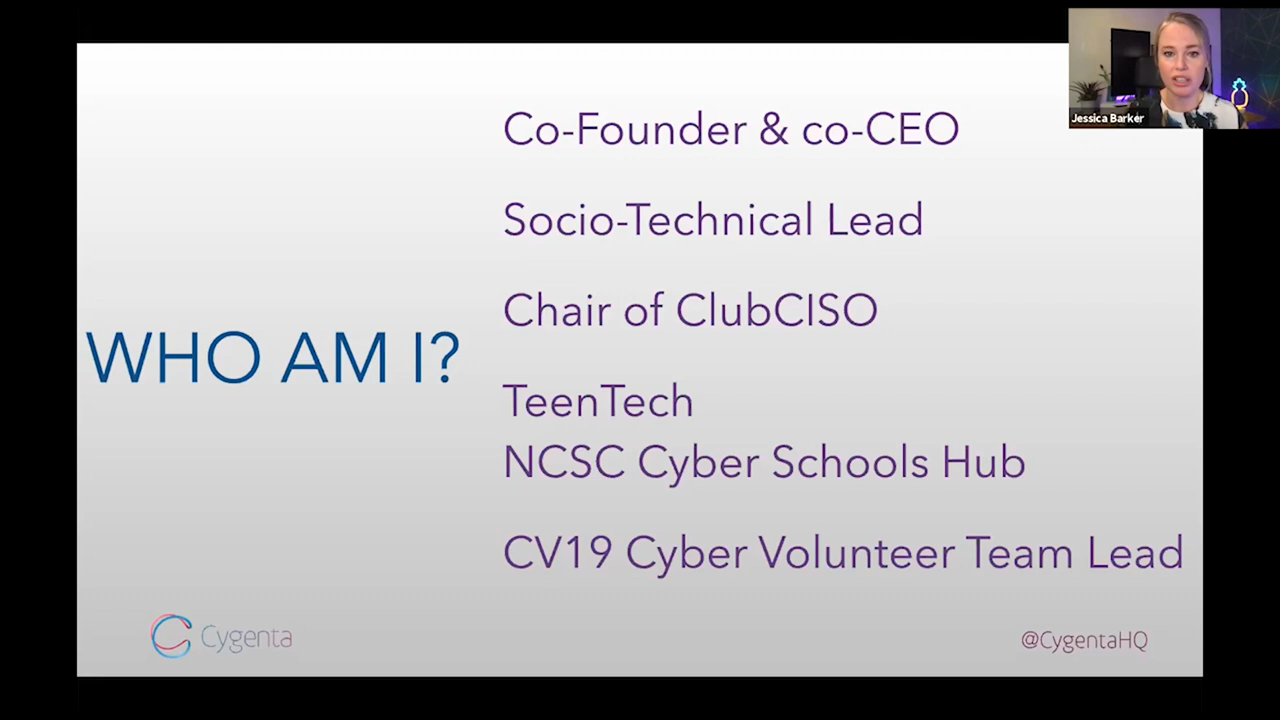 Co-Founder & co-CEO
Socio-Technical Lead
Chair of ClubCISO
WHO AM I?
TeenTech
NCSC Cyber Schools Hub
CV19 Cyber Volunteer Team Lead
Cygenta
@CygentaHQ
Jessica Barker